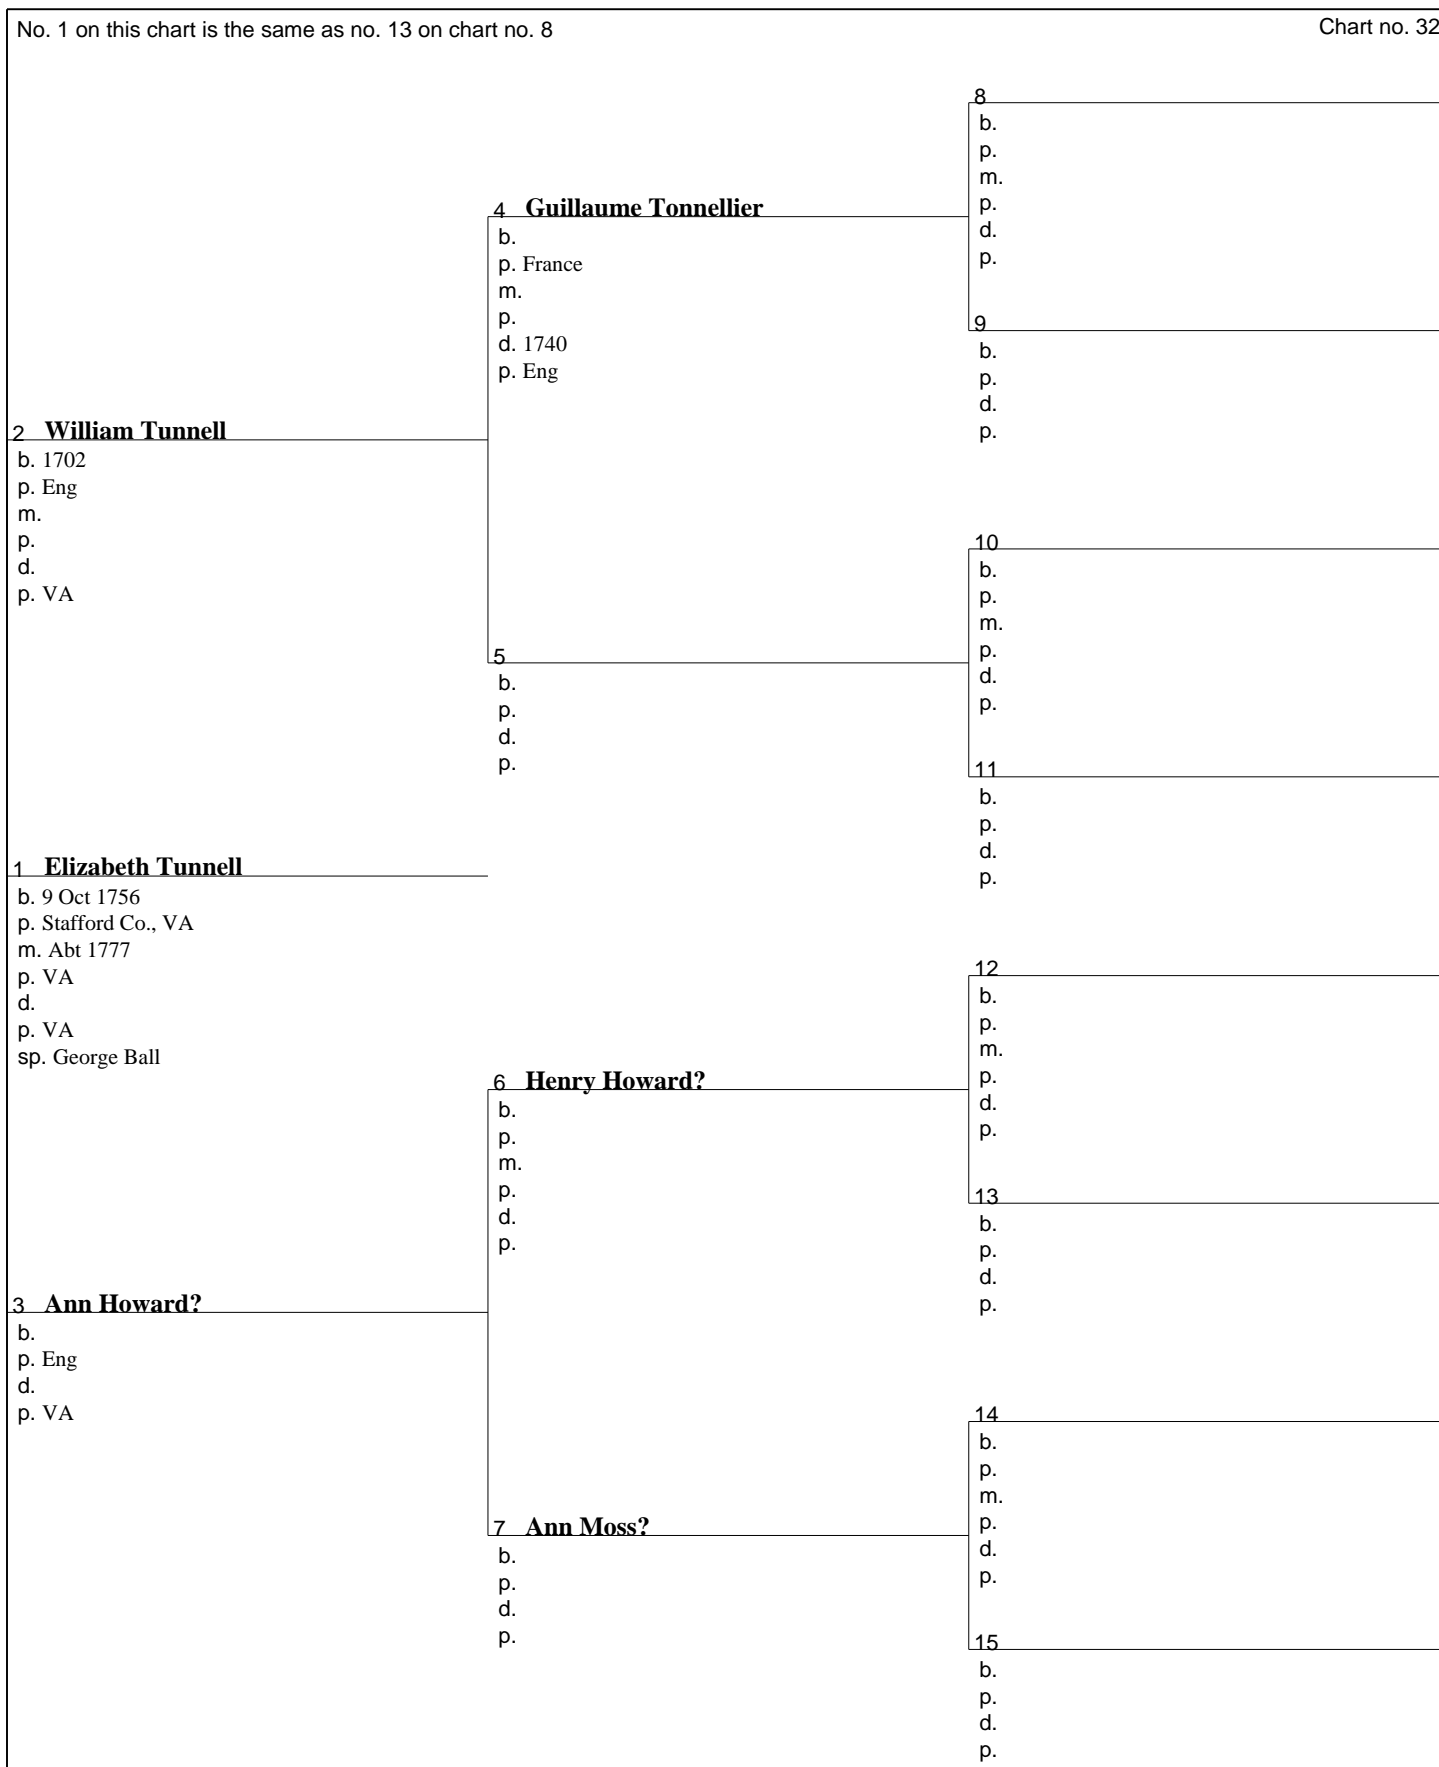 No. 1 on this chart is the same as no. 13 on chart no. 8
Chart no. 32
8
b.
p.
m.
p.
d.
p.
4 Guillaume Tonnellier
b.
p. France
m.
p.
d. 1740
p. Eng
9
b.
p.
d.
p.
2 William Tunnell
b. 1702
p. Eng
m.
p.
d.
p. VA
10
b.
p.
m.
p.
d.
p.
5
b.
p.
d.
p.
11
b.
p.
d.
p.
1 Elizabeth Tunnell
b. 9 Oct 1756
p. Stafford Co., VA
m. Abt 1777
p. VA
d.
p. VA
sp. George Ball
12
b.
p.
m.
p.
d.
p.
6 Henry Howard?
b.
p.
m.
p.
d.
p.
13
b.
p.
d.
p.
3 Ann Howard?
b.
p. Eng
d.
p. VA
14
b.
p.
m.
p.
d.
p.
7 Ann Moss?
b.
p.
d.
p.
15
b.
p.
d.
p.